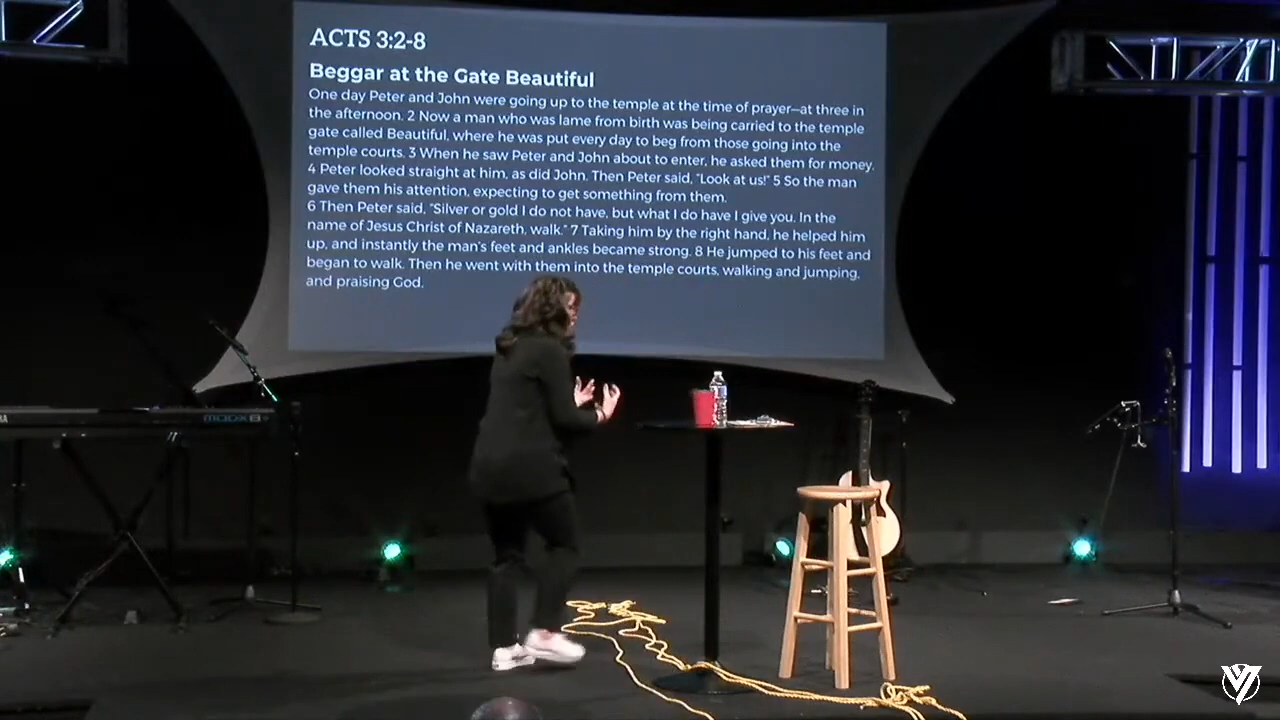 ACTS 3:2-8
Beggar at the Gate Beautiful
One day Peter and John were going up to the temple at the time of prayer—at three in
the afternoon. 2 Now a man who was lame from birth was being carried to the temple
gate called Beautiful, where he was put every day to beg from those going into the
temple courts. 3 When he saw Peter and John about to enter, he asked them for money.
4 Peter looked straight at him, as did John. Then Peter said, "Look at us!" 5 So the man
gave them his attention, expecting to get something from them.
6 Then Peter said, "Silver or gold I do not have, but what I do have I give you. In the
name of Jesus Christ of Nazareth, walk." 7 Taking him by the right hand, he helped him
up, and instantly the man's feet and ankles became strong. 8 He jumped to his feet and
began to walk. Then he went with them into the temple courts, walking and jumping,
and praising God.
MODX8